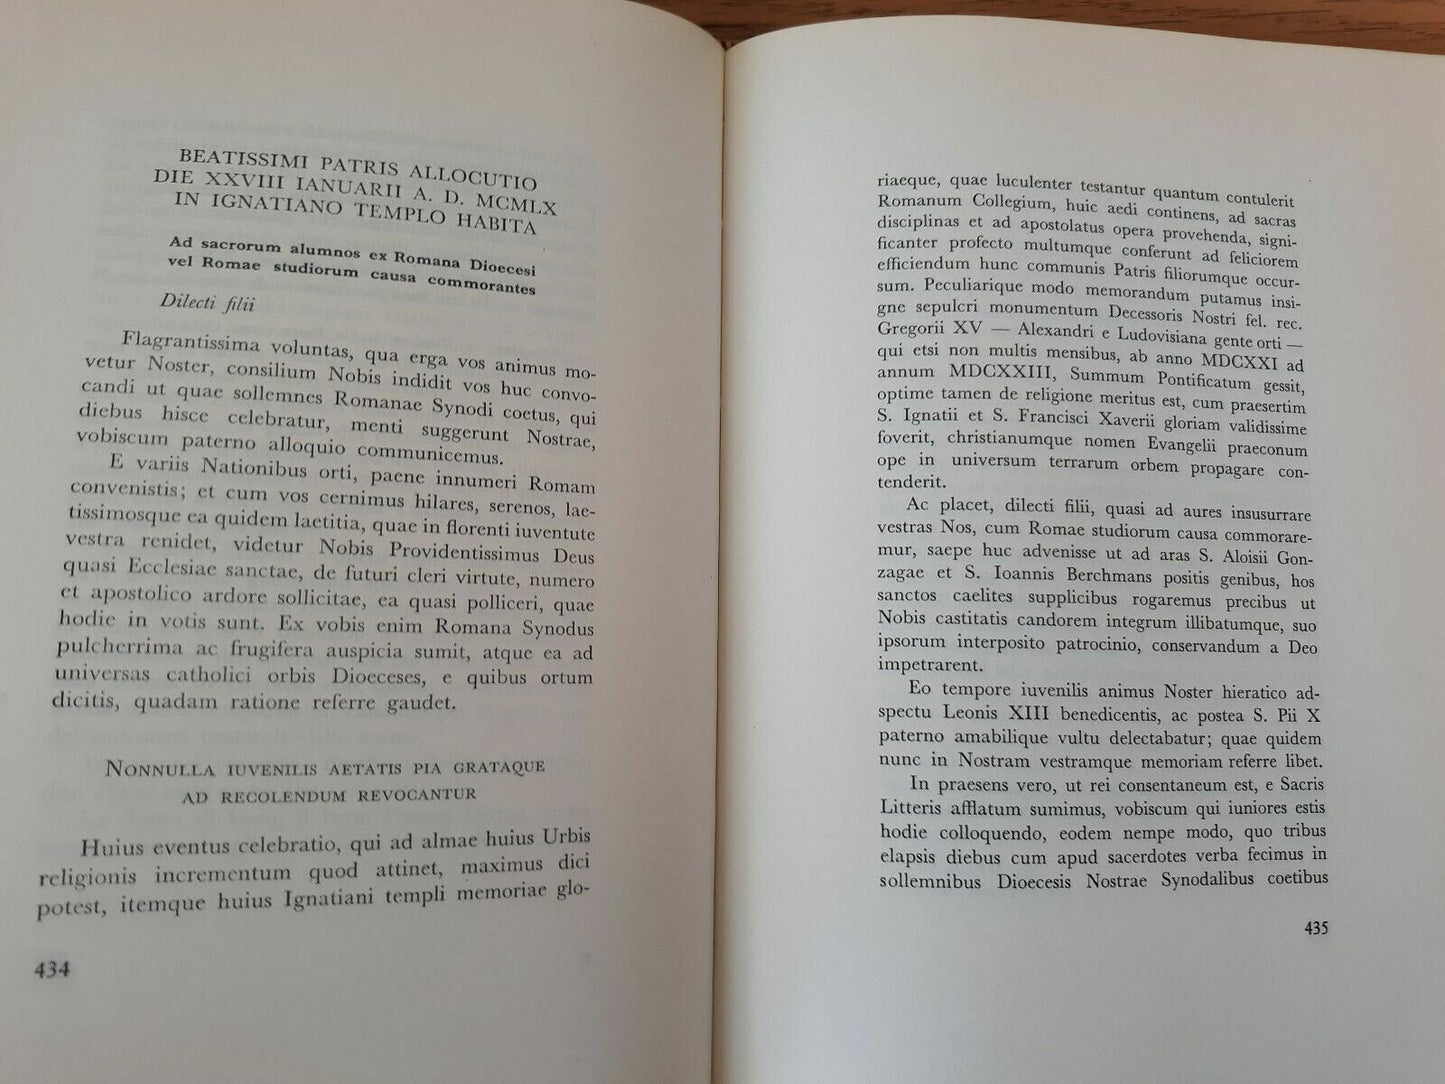 BEATISSIMI PATRIS ALLOCUTIO
DIE XXVIII IANUARII A. D. MCMLX
IN IGNATIANO TEMPLO HABITA
Ad sacrorum alumnos ex Romana Dioecesi
vel Romae studiorum causa commorantes
Dilecti filii
Flagrantissima voluntas, qua erga vos animus mo-
vetur Noster, consilium Nobis indidit vos huc convo-
candi ut quae sollemnes Romanae Synodi coetus, qui
diebus hisce celebratur, menti suggerunt Nostrae,
vobiscum paterno alloquio communicemus.
E variis Nationibus orti, paene innumeri Romam
convenistis; et cum vos cernimus hilares, serenos, lae-
tissimosque ea quidem laetitia, quae in florenti iuventute
vestra renidet, videtur Nobis Providentissimus Deus
quasi Ecclesiae sanctae, de futuri cleri virtute, numero
et apostolico ardore sollicitae, ea quasi polliceri, quae
hodie in votis sunt. Ex vobis enim Romana Synodus
pulcherrima ac frugifera auspicia sumit, atque ea ad
universas catholici orbis Dioeceses, e quibus ortum
dicitis, quadam ratione referre gaudet.
NONNULLA IUVENILIS AETATIS PIA GRATAQUE
AD RECOLENDUM REVOCANTUR
Huius eventus celebratio, qui ad almae huius Urbis
religionis incrementum quod attinet, maximus dici
potest, itemque huius Ignatiani templi memoriae glo-
434
riaeque, quae luculenter testantur quantum contulerit
Romanum Collegium, huic aedi continens, ad sacras
disciplinas et ad apostolatus opera provehenda, signi-
ficanter profecto multumque conferunt ad feliciorem
efficiendum hunc communis Patris filiorumque occur-
sum. Peculiarique modo memorandum putamus insi-
gne sepulcri monumentum Decessoris Nostri fel. rec.
Gregorii XV — Alexandri e Ludovisiana gente orti —
qui etsi non multis mensibus, ab anno MDCXXI ad
annum MDCXXIII, Summum Pontificatum gessit,
optime tamen de religione meritus est, cum praesertim
S. Ignatii et S. Francisci Xaverii gloriam validissime
foverit, christianumque nomen Evangelii praeconum
ope in universum terrarum orbem propagare con-
tenderit.
Ac placet, dilecti filii, quasi ad aures insusurrare
vestras Nos, cum Romae studiorum causa commorare-
mur, saepe huc advenisse ut ad aras S. Aloisii Gon-
zagae et S. Ioannis Berchmans positis genibus, hos
sanctos caelites supplicibus rogaremus precibus ut
Nobis castitatis candorem integrum illibatumque, suo
ipsorum interposito patrocinio, conservandum a Deo
impetrarent.
Eo tempore iuvenilis animus Noster hieratico ad-
spectu Leonis XIII benedicentis, ac postea S. Pii X
paterno amabilique vultu delectabatur; quae quidem
nunc in Nostram vestramque memoriam referre libet.
In praesens vero, ut rei consentaneum est, e Sacris
Litteris afflatum sumimus, vobiscum qui iuniores estis
hodie colloquendo, eodem nempe modo, quo tribus
elapsis diebus cum apud sacerdotes verba fecimus in
sollemnibus Dioecesis Nostrae Synodalibus coetibus
435